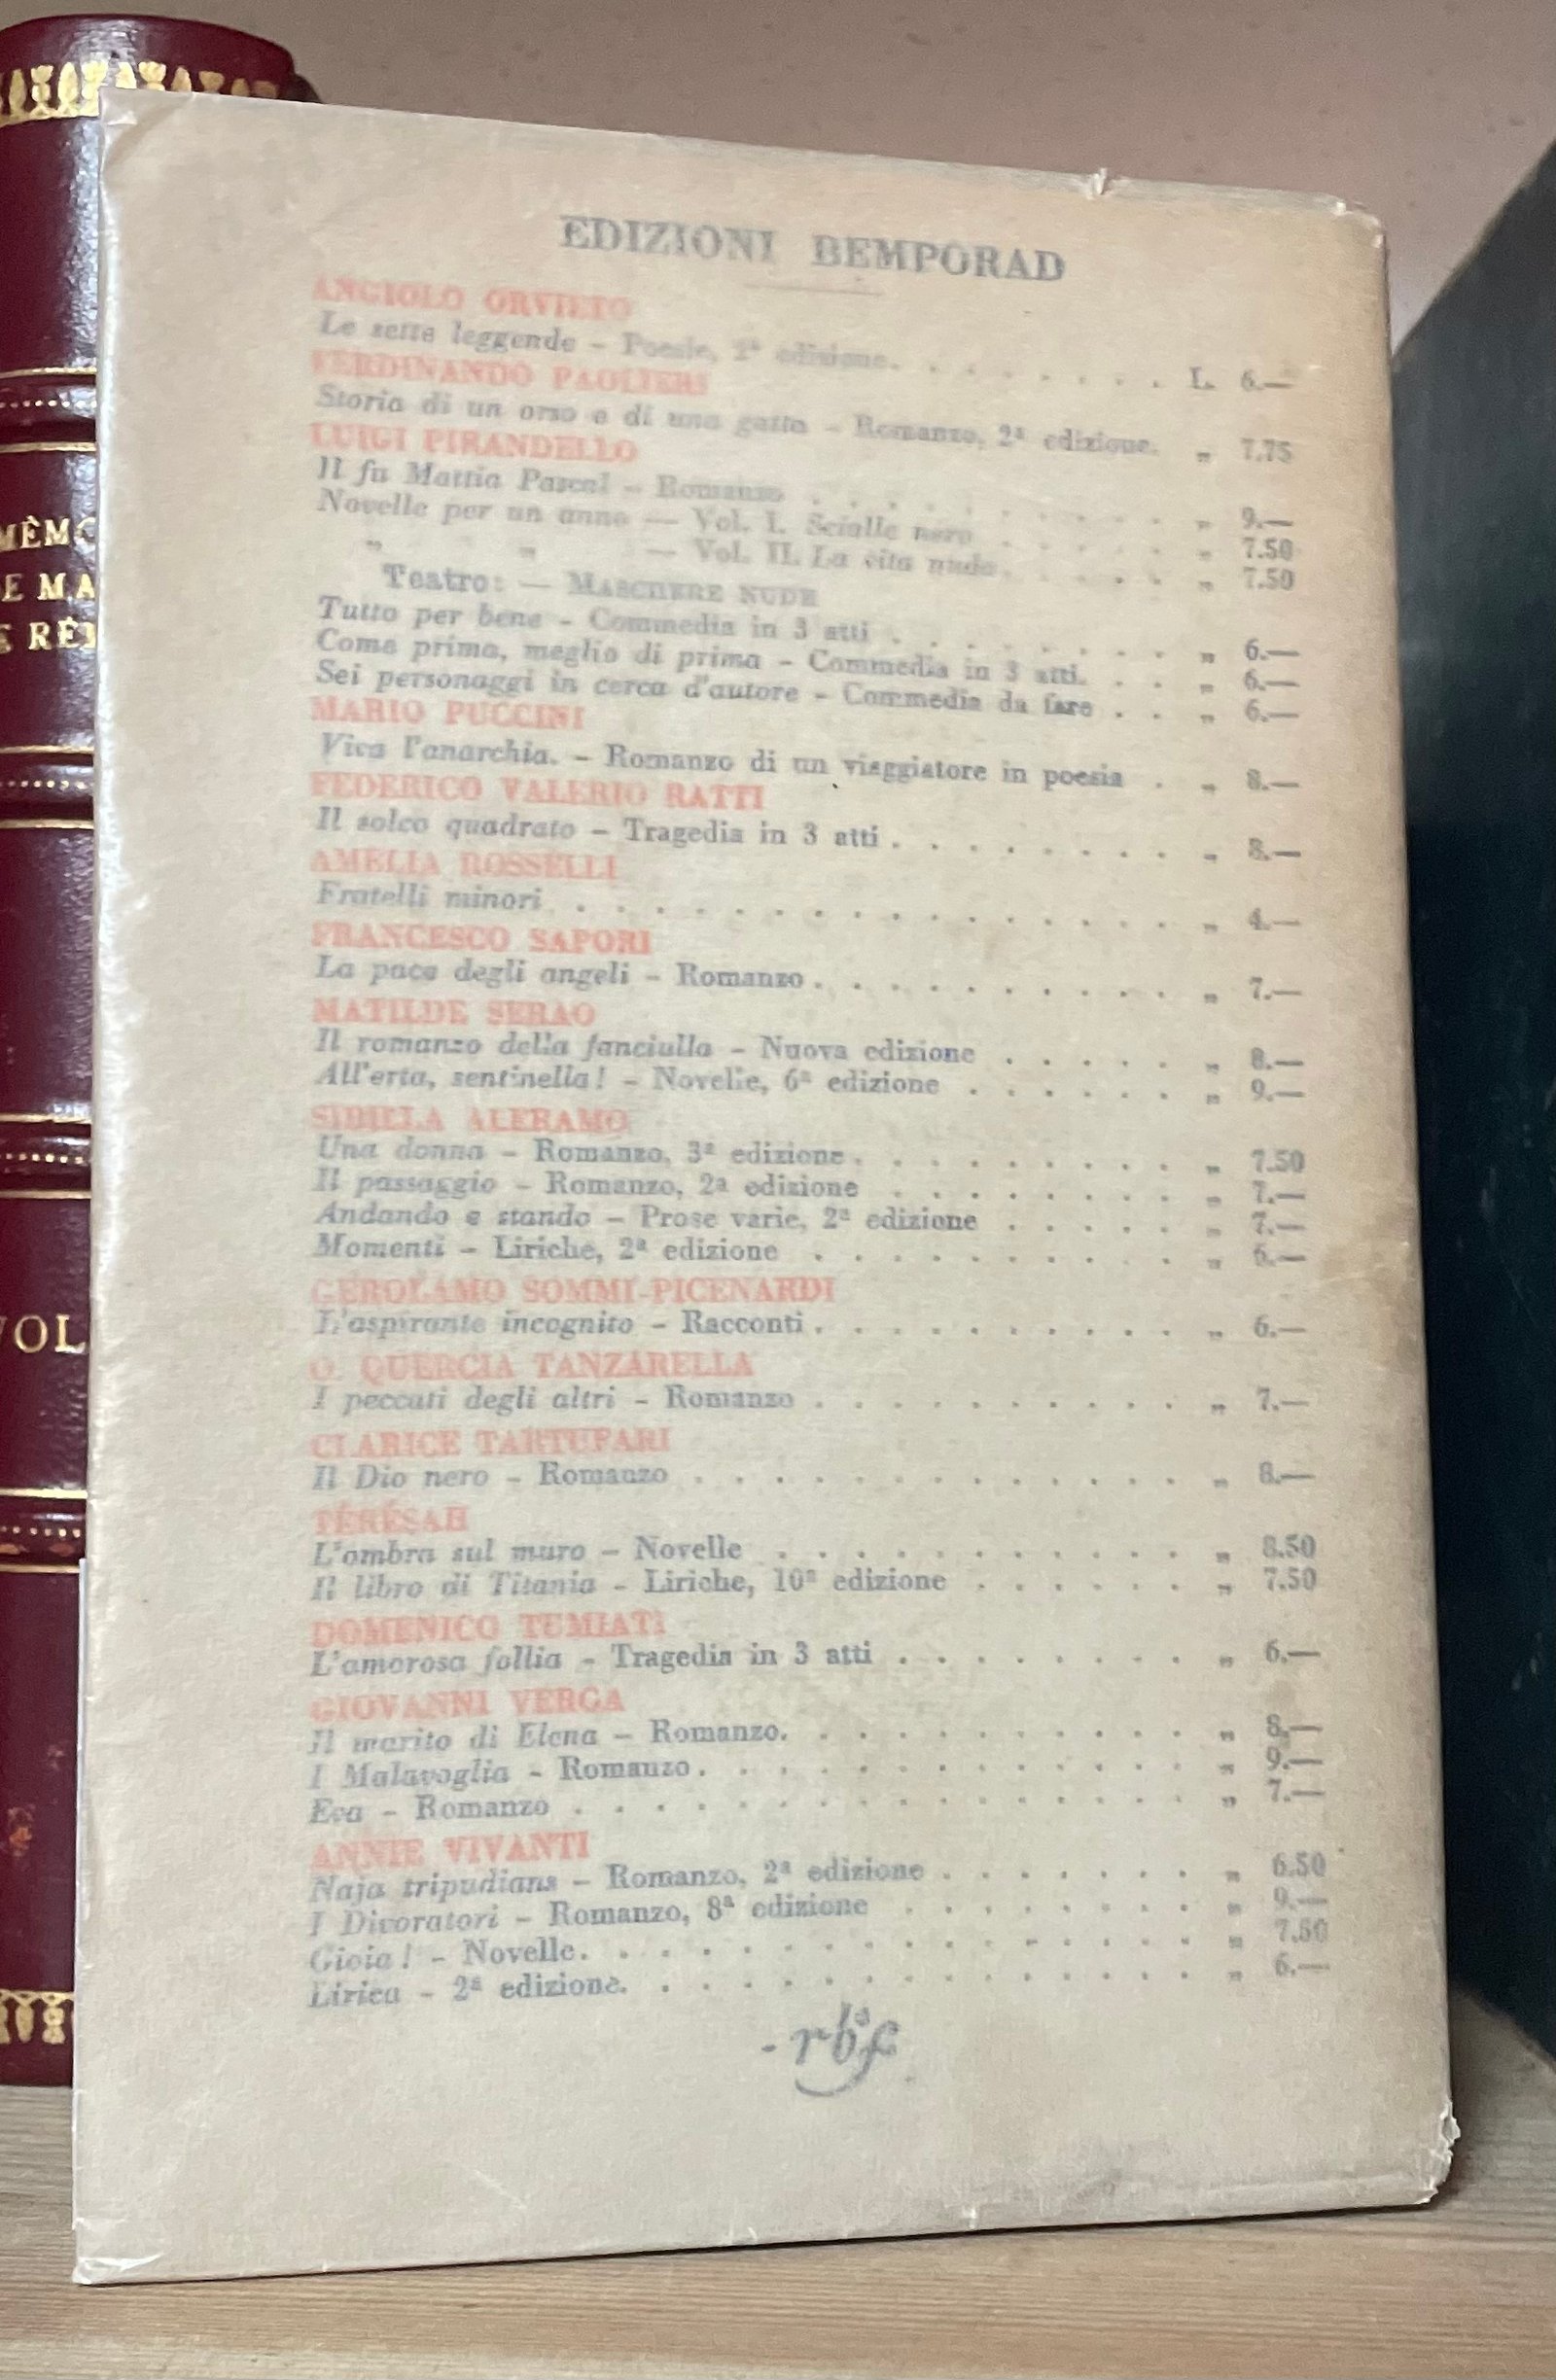 EDIZIONI BEMPORAD
ANGIOLO ORVIETO
Le sette leggende – Poesie, 2ª edizione. . . . . . . . L. 6.—
FERDINANDO PAOLIERI
Storia di un orso e di una gatta – Romanzo, 2ª edizione. „ 7.75
LUIGI PIRANDELLO
Il fu Mattia Pascal – Romanzo . . . . . . . . . . „ 9.—
Novelle per un anno — Vol. I. Scialle nero . . . . . „ 7.50
„ „ — Vol. II. La vita nuda. . . . . „ 7.50
Teatro: — MASCHERE NUDE
Tutto per bene – Commedia in 3 atti . . . . . . . . „ 6.—
Come prima, meglio di prima – Commedia in 3 atti. . . . „ 6.—
Sei personaggi in cerca d'autore – Commedia da fare . . „ 6.—
MARIO PUCCINI
Viva l'anarchia. – Romanzo di un viaggiatore in poesia . „ 8.—
FEDERICO VALERIO RATTI
Il solco quadrato – Tragedia in 3 atti . . . . . . . . „ 8.—
AMELIA ROSSELLI
Fratelli minori . . . . . . . . . . . . . . . . „ 4.—
FRANCESCO SAPORI
La pace degli angeli – Romanzo . . . . . . . . . . „ 7.—
MATILDE SERAO
Il romanzo della fanciulla – Nuova edizione . . . . . „ 8.—
All'erta, sentinella! – Novelle, 6ª edizione . . . . . . „ 9.—
SIBILLA ALERAMO
Una donna – Romanzo, 3ª edizione . . . . . . . . . „ 7.50
Il passaggio – Romanzo, 2ª edizione . . . . . . . . „ 7.—
Andando e stando – Prose varie, 2ª edizione . . . . . „ 7.—
Momenti – Liriche, 2ª edizione . . . . . . . . . . „ 6.—
GEROLAMO SOMMI-PICENARDI
L'aspirante incognito – Racconti . . . . . . . . . . „ 6.—
O. QUERCIA TANZARELLA
I peccati degli altri – Romanzo . . . . . . . . . . „ 7.—
CLARICE TARTUFARI
Il Dio nero – Romanzo . . . . . . . . . . . . . „ 8.—
TÉRÉSAH
L'ombra sul muro – Novelle . . . . . . . . . . . „ 8.50
Il libro di Titania – Liriche, 10ª edizione . . . . . . „ 7.50
DOMENICO TUMIATI
L'amorosa follia – Tragedia in 3 atti . . . . . . . . „ 6.—
GIOVANNI VERGA
Il marito di Elena – Romanzo. . . . . . . . . . . „ 8.—
I Malavoglia – Romanzo . . . . . . . . . . . . . „ 9.—
Eva – Romanzo . . . . . . . . . . . . . . . . „ 7.—
ANNIE VIVANTI
Naja tripudians – Romanzo, 2ª edizione . . . . . . . „ 6.50
I Divoratori – Romanzo, 8ª edizione . . . . . . . . „ 9.—
Gioia! – Novelle. . . . . . . . . . . . . . . . „ 7.50
Lirica – 2ª edizione. . . . . . . . . . . . . . . „ 6.—
MÈMO
E MA
E RÉ
VOL